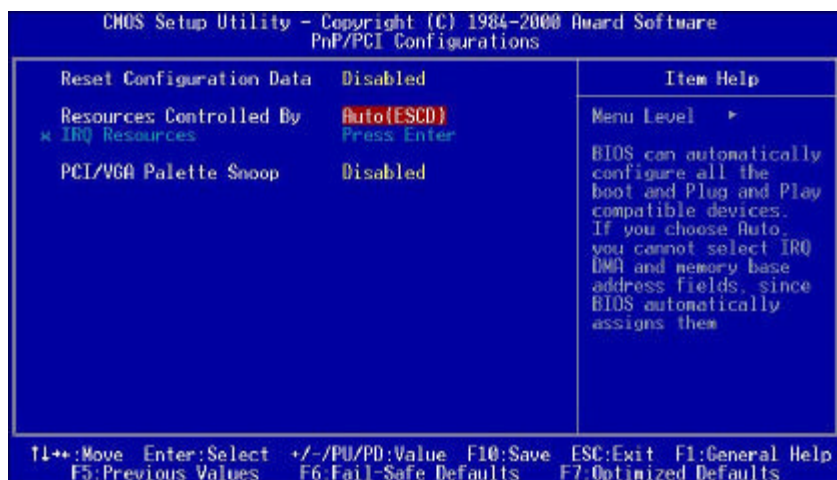 CMOS Setup Utility – Copyright (C) 1984-2000 Award Software
PnP/PCI Configurations
Reset Configuration Data Disabled
Resources Controlled By Auto(ESCD)
x IRQ Resources Press Enter
PCI/VGA Palette Snoop Disabled
Item Help
Menu Level ►
BIOS can automatically
configure all the
boot and Plug and Play
compatible devices.
If you choose Auto,
you cannot select IRQ
DMA and memory base
address fields, since
BIOS automatically
assigns them
↑↓→←:Move Enter:Select +/-/PU/PD:Value F10:Save ESC:Exit F1:General Help
F5:Previous Values F6:Fail-Safe Defaults F7:Optimized Defaults